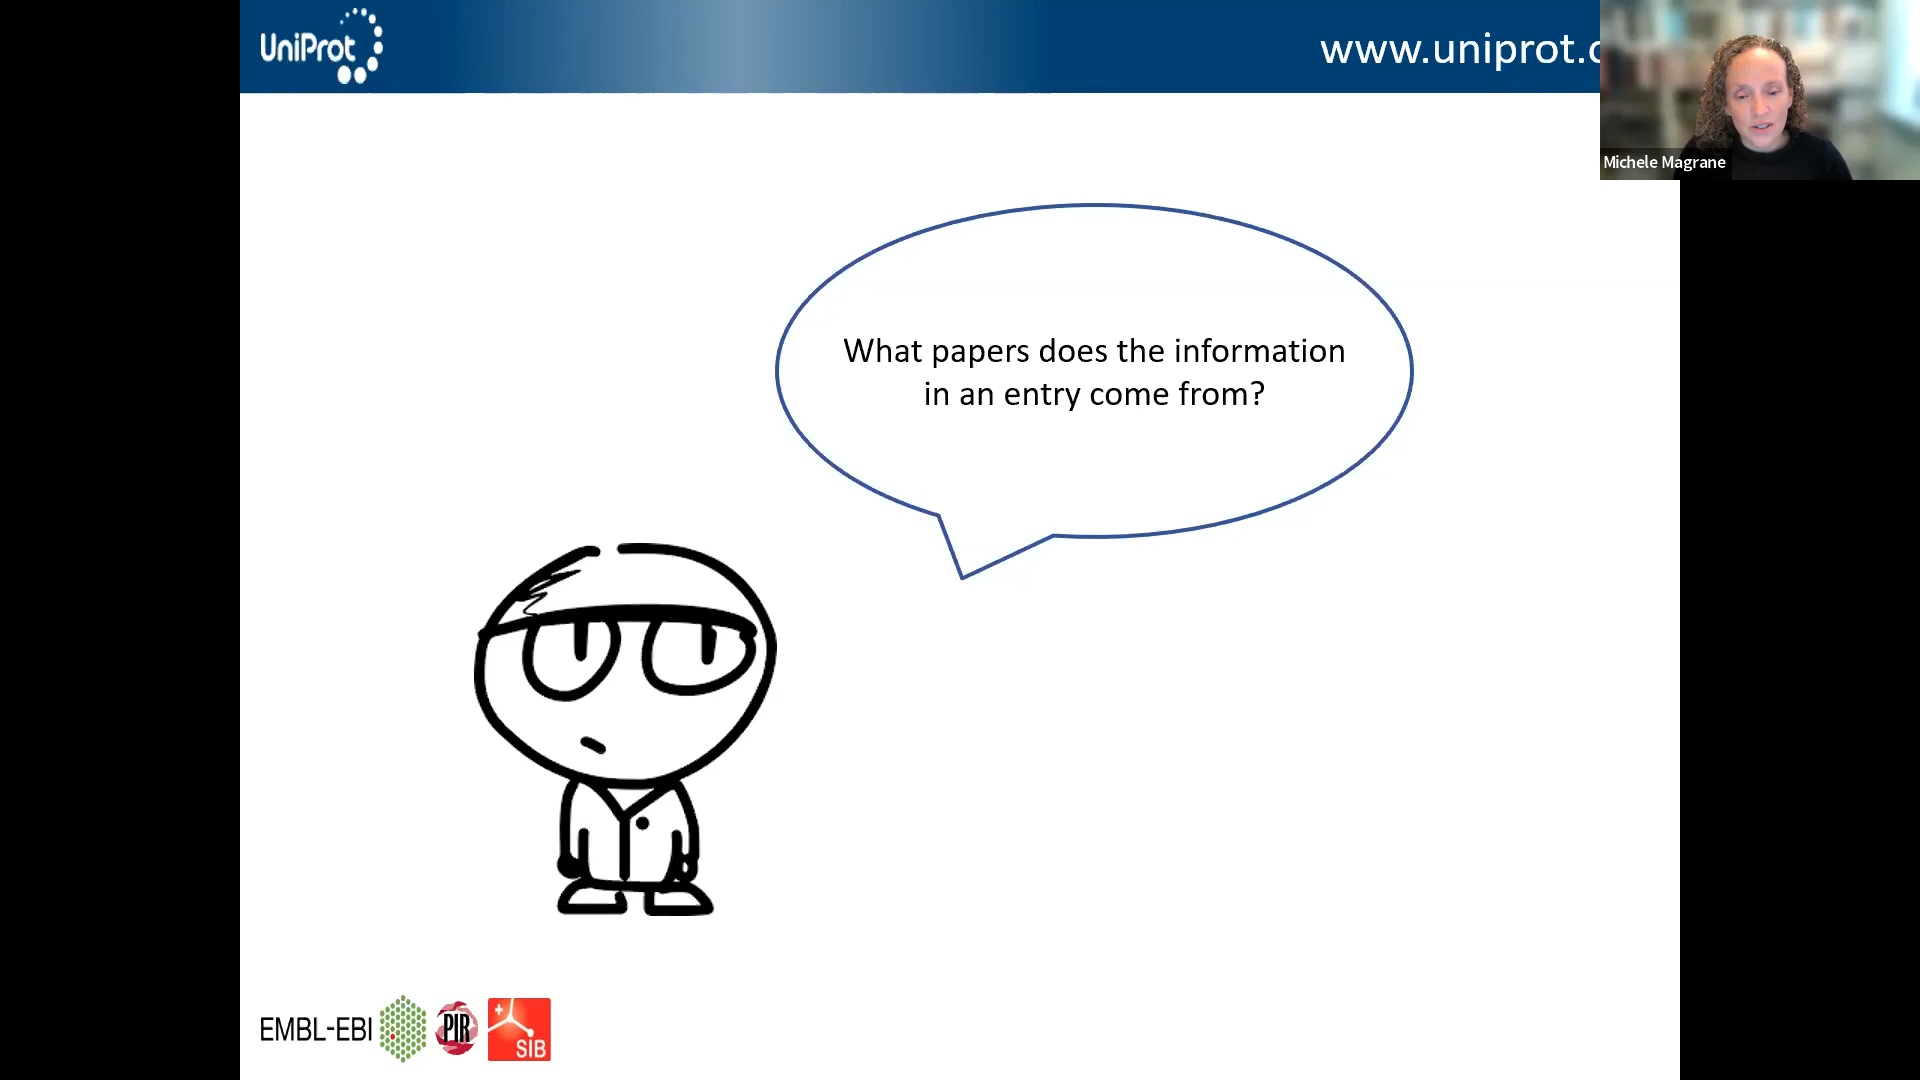 UniProt
www.uniprot.
Michele Magrane
What papers does the information
in an entry come from?
EMBL-EBI
PIR
SIB